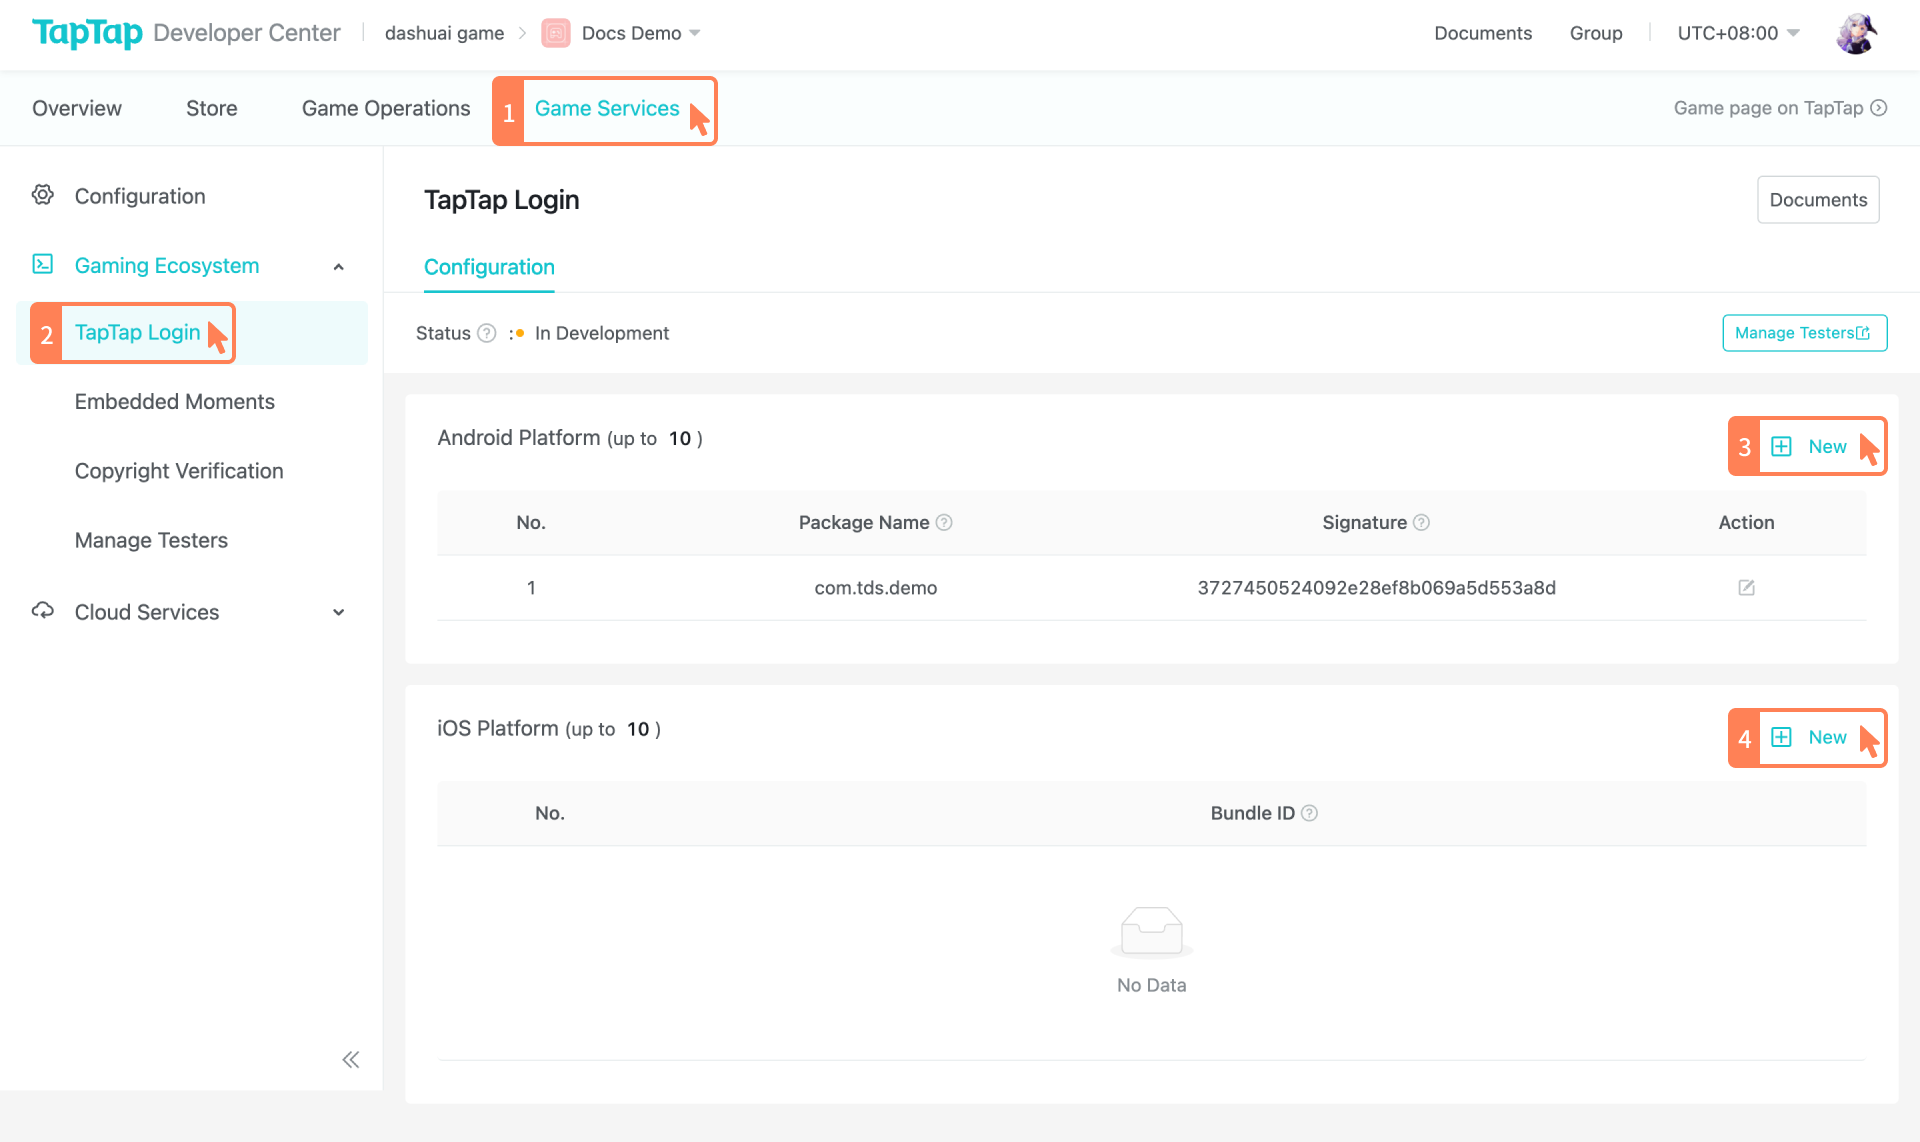 TapTap Developer Center dashuai game Docs Demo Documents Group UTC+08:00
Overview Store Game Operations 1 Game Services Game page on TapTap
Configuration
Gaming Ecosystem
2 TapTap Login
Embedded Moments
Copyright Verification
Manage Testers
Cloud Services
TapTap Login Documents
Configuration
Status ? : In Development Manage Testers
Android Platform (up to 10 ) 3 New
No. Package Name ? Signature ? Action
1 com.tds.demo 3727450524092e28ef8b069a5d553a8d
iOS Platform (up to 10 ) 4 New
No. Bundle ID ?
No Data